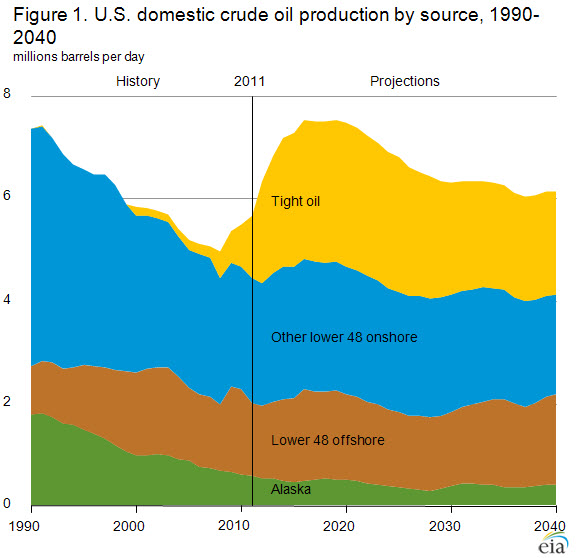 Figure 1. U.S. domestic crude oil production by source, 1990-
2040
millions barrels per day
History 2011 Projections
8
6
Tight oil
4
Other lower 48 onshore
2
Lower 48 offshore
Alaska
0
1990 2000 2010 2020 2030 2040
eia